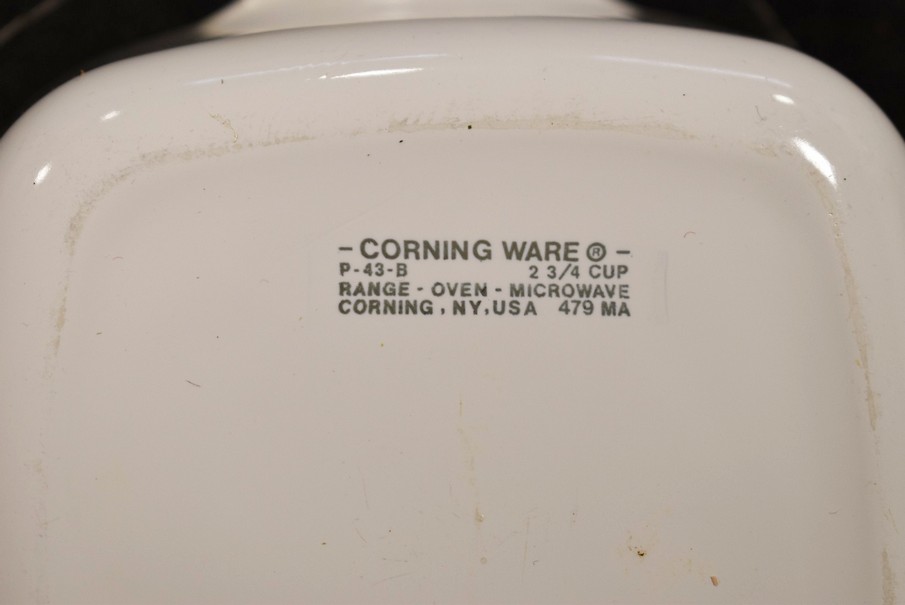 - CORNING WARE ® -
P-43-B 2 3/4 CUP
RANGE - OVEN - MICROWAVE
CORNING, NY, USA 479 MA